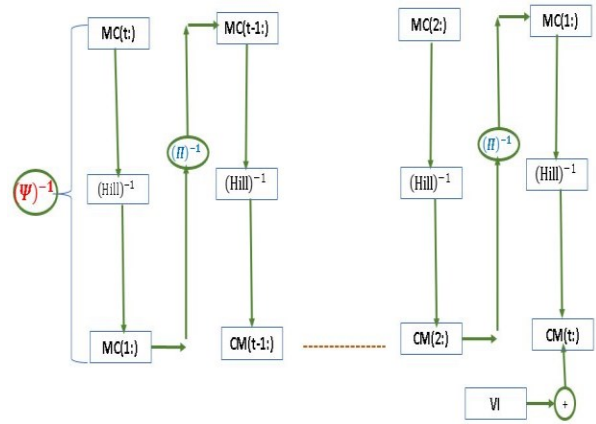 MC(t:) MC(t-1:) MC(2:) MC(1:)
(Π)⁻¹ (Π)⁻¹
(Ψ)⁻¹ (Hill)⁻¹ (Hill)⁻¹ (Hill)⁻¹ (Hill)⁻¹
MC(1:) CM(t-1:) CM(2:) CM(t:)
VI +